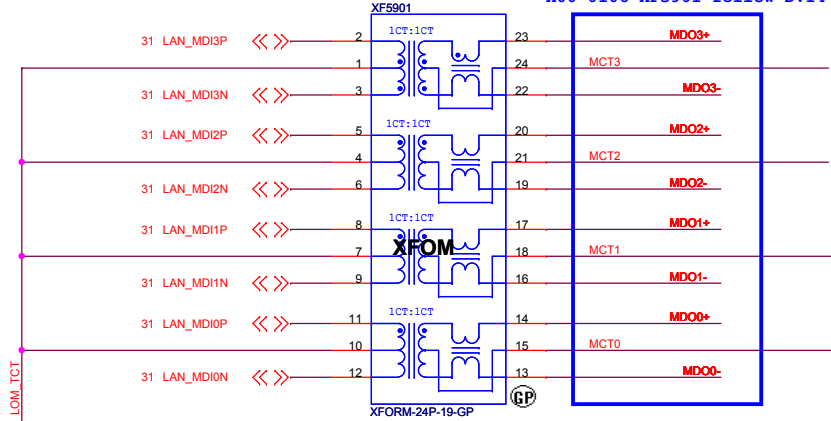 XF5901
31 LAN_MDI3P 2 1CT:1CT 23 MDO3+
1 24 MCT3
31 LAN_MDI3N 3 22 MDO3-
31 LAN_MDI2P 5 1CT:1CT 20 MDO2+
4 21 MCT2
31 LAN_MDI2N 6 19 MDO2-
31 LAN_MDI1P 8 1CT:1CT 17 MDO1+
7 XFOM 18 MCT1
31 LAN_MDI1N 9 16 MDO1-
31 LAN_MDI0P 11 1CT:1CT 14 MDO0+
10 15 MCT0
31 LAN_MDI0N 12 13 MDO0-
LOM_TCT
XFORM-24P-19-GP
GP